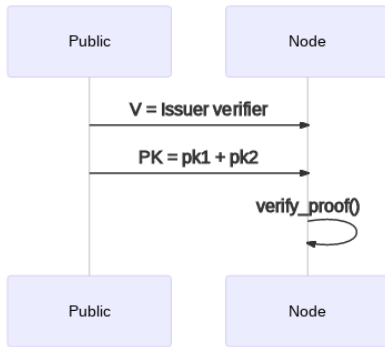 Public
Node
V = Issuer verifier
PK = pk1 + pk2
verify_proof()
Public
Node